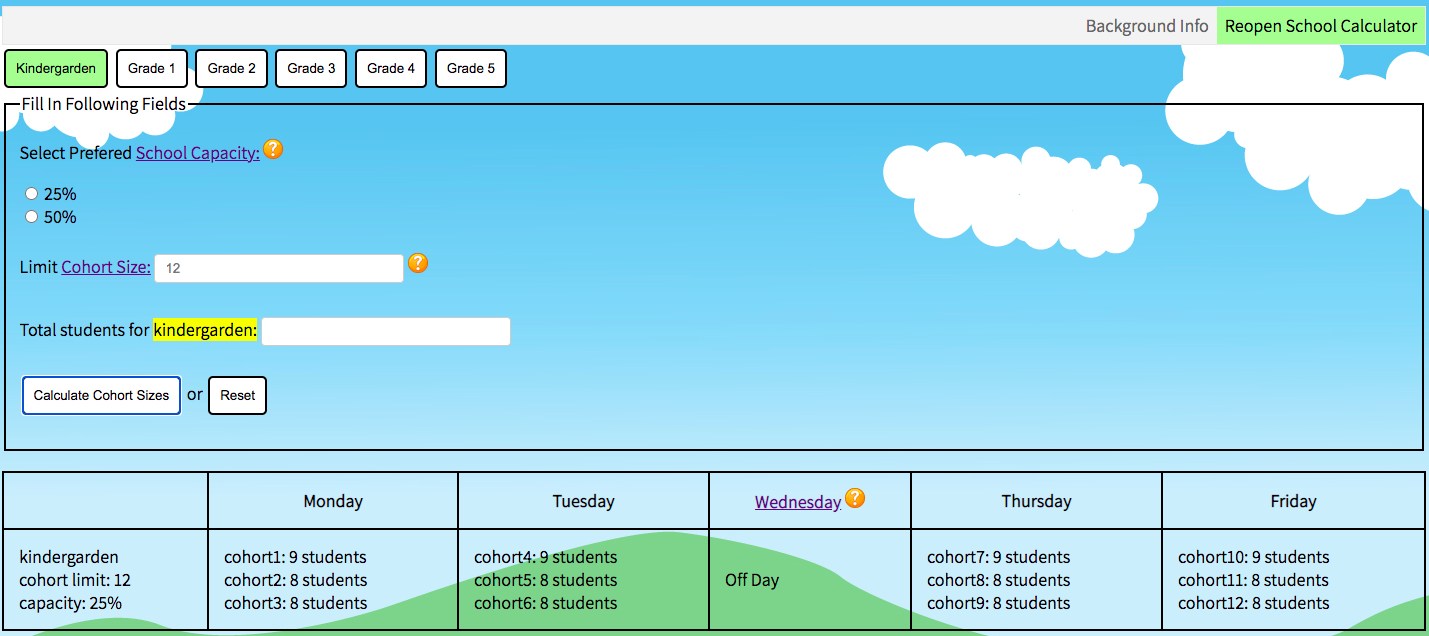 Background Info Reopen School Calculator
Kindergarden Grade 1 Grade 2 Grade 3 Grade 4 Grade 5
Fill In Following Fields
Select Prefered School Capacity: ?
25%
50%
Limit Cohort Size: 12 ?
Total students for kindergarden:
Calculate Cohort Sizes or Reset
Monday Tuesday Wednesday ? Thursday Friday
kindergarden cohort1: 9 students cohort4: 9 students cohort7: 9 students cohort10: 9 students
cohort limit: 12 cohort2: 8 students cohort5: 8 students Off Day cohort8: 8 students cohort11: 8 students
capacity: 25% cohort3: 8 students cohort6: 8 students cohort9: 8 students cohort12: 8 students